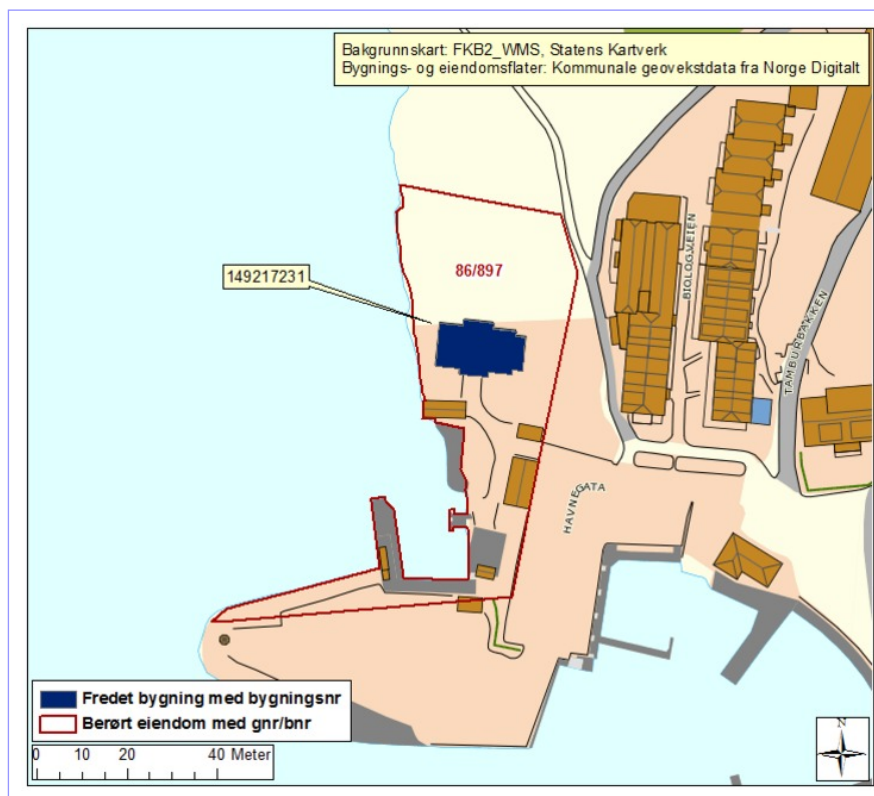 Bakgrunnskart: FKB2_WMS, Statens Kartverk
Bygnings- og eiendomsflater: Kommunale geovekstdata fra Norge Digitalt
86/897
149217231
BIOLOGVEIEN
TAMBURBAKKEN
HAVNEGATA
Fredet bygning med bygningsnr
Berørt eiendom med gnr/bnr
0 10 20 40 Meter
N